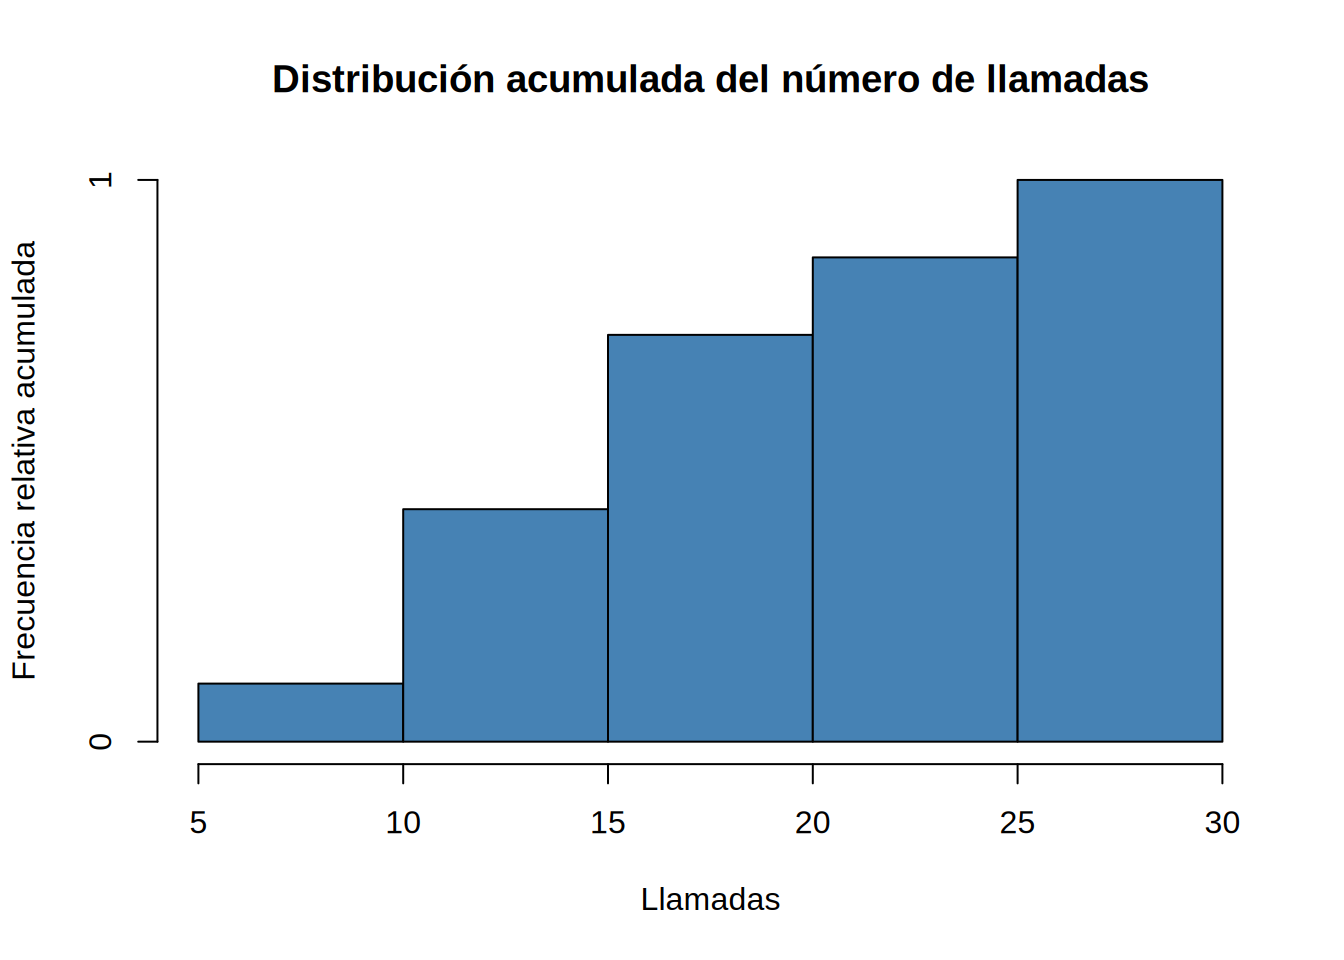 Distribución acumulada del número de llamadas
Frecuencia relativa acumulada
1
0
5 10 15 20 25 30
Llamadas